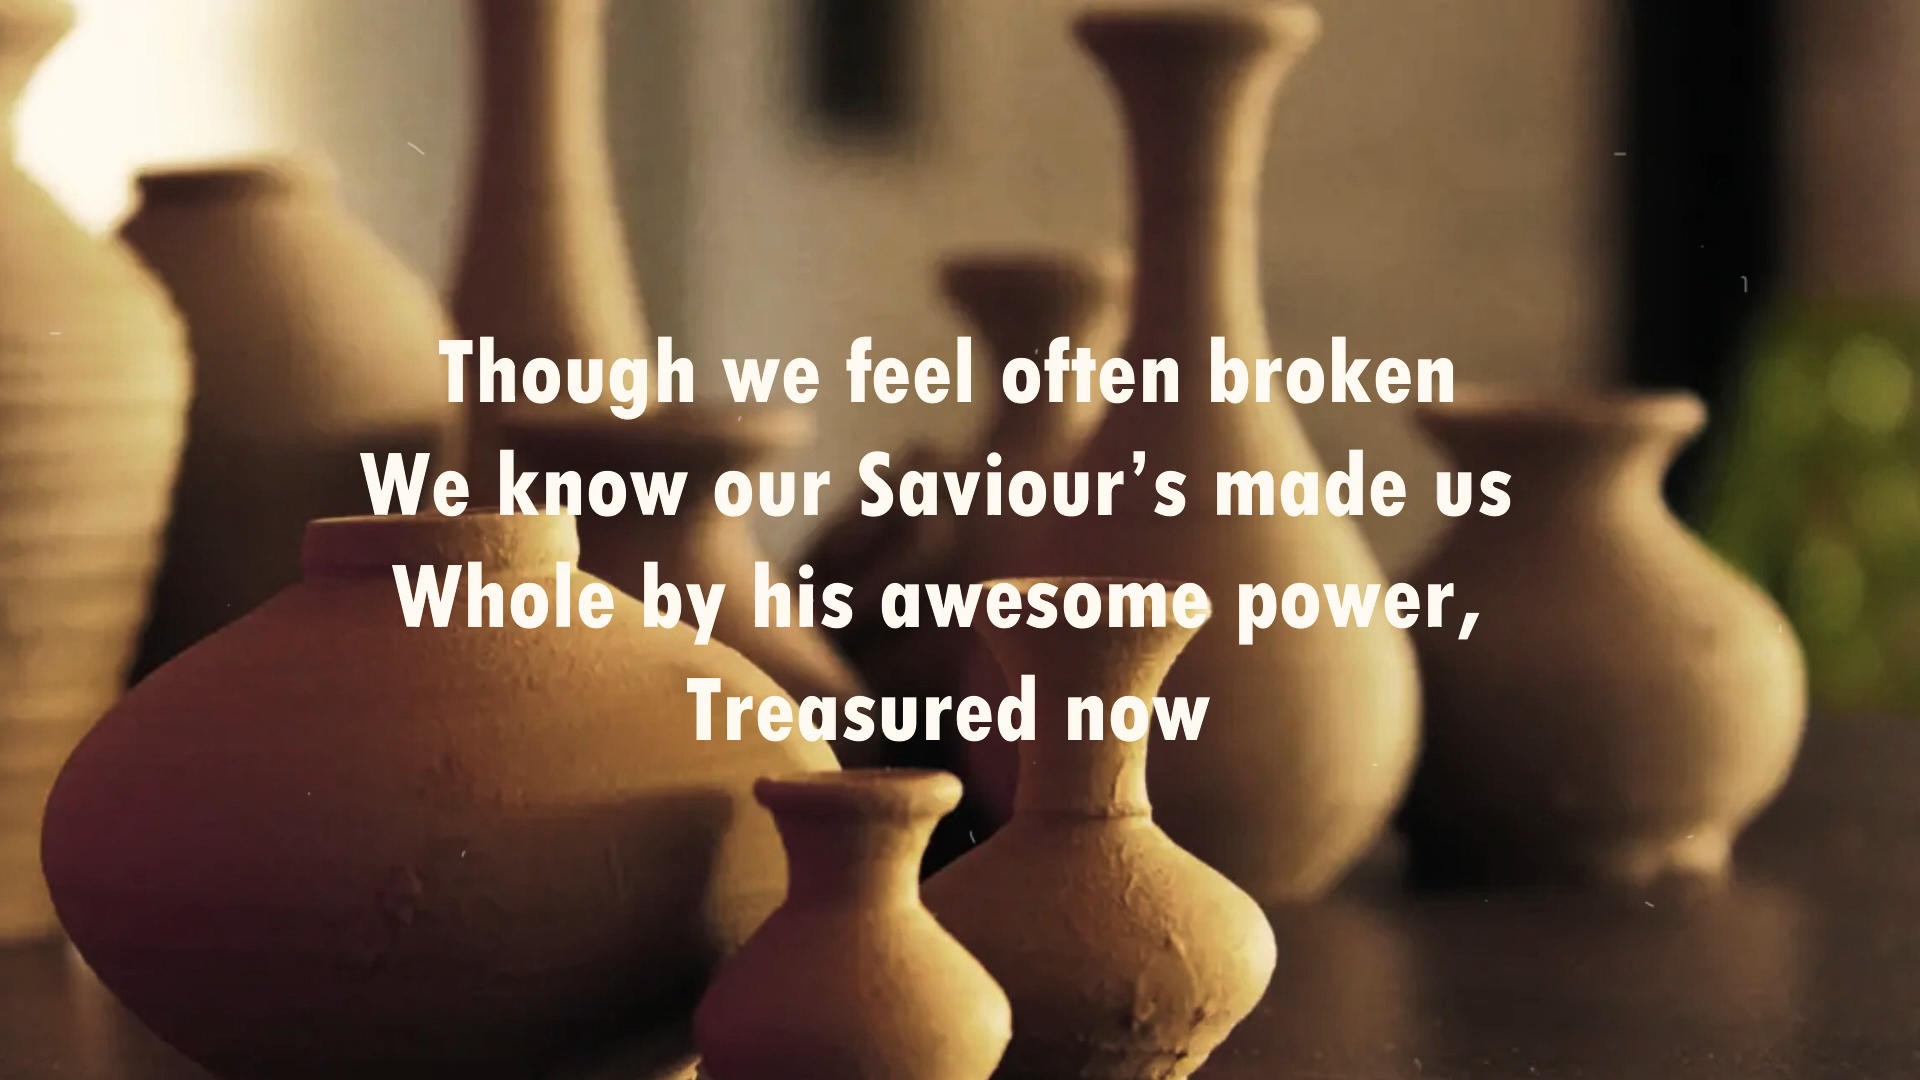 Though we feel often broken
We know our Saviour’s made us
Whole by his awesome power,
Treasured now